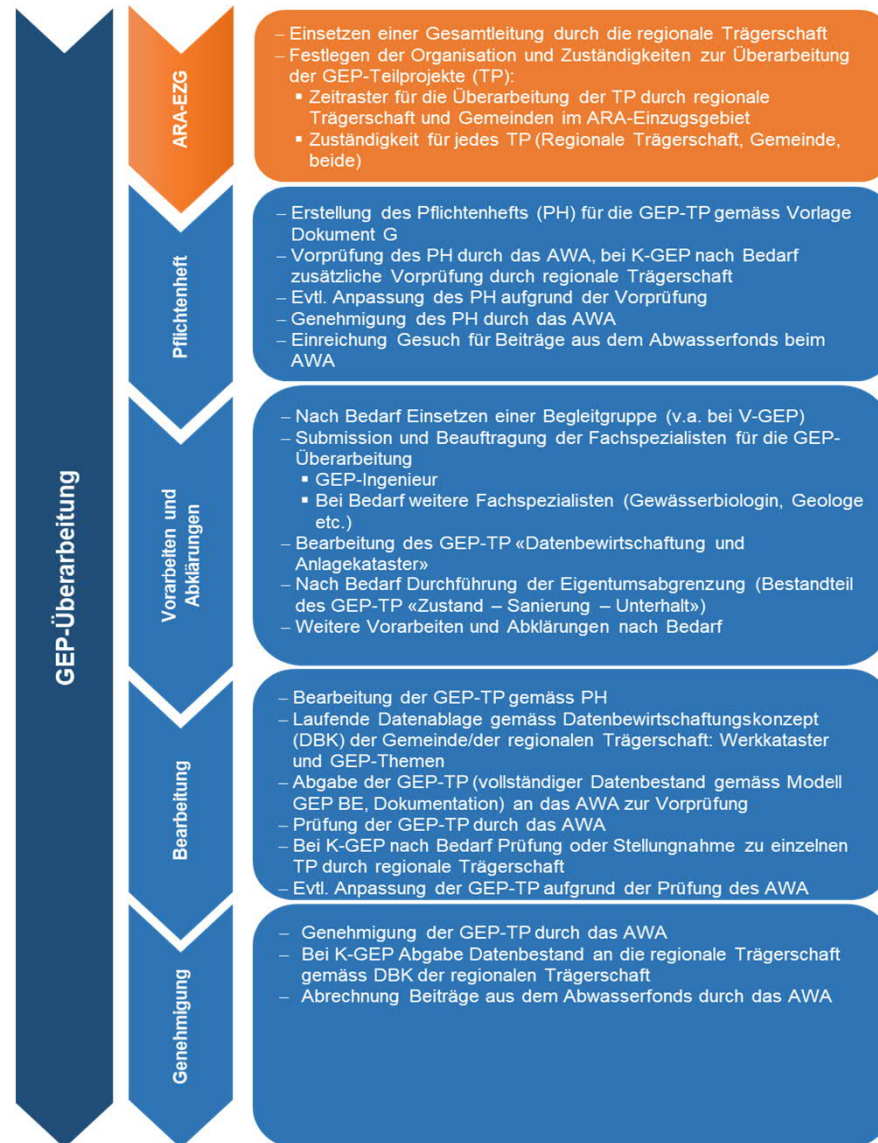 GEP-Überarbeitung
ARA-EZG
– Einsetzen einer Gesamtleitung durch die regionale Trägerschaft
– Festlegen der Organisation und Zuständigkeiten zur Überarbeitung
der GEP-Teilprojekte (TP):
▪ Zeitraster für die Überarbeitung der TP durch regionale
Trägerschaft und Gemeinden im ARA-Einzugsgebiet
▪ Zuständigkeit für jedes TP (Regionale Trägerschaft, Gemeinde,
beide)
Pflichtenheft
– Erstellung des Pflichtenhefts (PH) für die GEP-TP gemäss Vorlage
Dokument G
– Vorprüfung des PH durch das AWA, bei K-GEP nach Bedarf
zusätzliche Vorprüfung durch regionale Trägerschaft
– Evtl. Anpassung des PH aufgrund der Vorprüfung
– Genehmigung des PH durch das AWA
– Einreichung Gesuch für Beiträge aus dem Abwasserfonds beim
AWA
Vorarbeiten und
Abklärungen
– Nach Bedarf Einsetzen einer Begleitgruppe (v.a. bei V-GEP)
– Submission und Beauftragung der Fachspezialisten für die GEP-
Überarbeitung
▪ GEP-Ingenieur
▪ Bei Bedarf weitere Fachspezialisten (Gewässerbiologin, Geologe
etc.)
– Bearbeitung des GEP-TP «Datenbewirtschaftung und
Anlagekataster»
– Nach Bedarf Durchführung der Eigentumsabgrenzung (Bestandteil
des GEP-TP «Zustand – Sanierung – Unterhalt»)
– Weitere Vorarbeiten und Abklärungen nach Bedarf
Bearbeitung
– Bearbeitung der GEP-TP gemäss PH
– Laufende Datenablage gemäss Datenbewirtschaftungskonzept
(DBK) der Gemeinde/der regionalen Trägerschaft: Werkkataster
und GEP-Themen
– Abgabe der GEP-TP (vollständiger Datenbestand gemäss Modell
GEP BE, Dokumentation) an das AWA zur Vorprüfung
– Prüfung der GEP-TP durch das AWA
– Bei K-GEP nach Bedarf Prüfung oder Stellungnahme zu einzelnen
TP durch regionale Trägerschaft
– Evtl. Anpassung der GEP-TP aufgrund der Prüfung des AWA
Genehmigung
– Genehmigung der GEP-TP durch das AWA
– Bei K-GEP Abgabe Datenbestand an die regionale Trägerschaft
gemäss DBK der regionalen Trägerschaft
– Abrechnung Beiträge aus dem Abwasserfonds durch das AWA